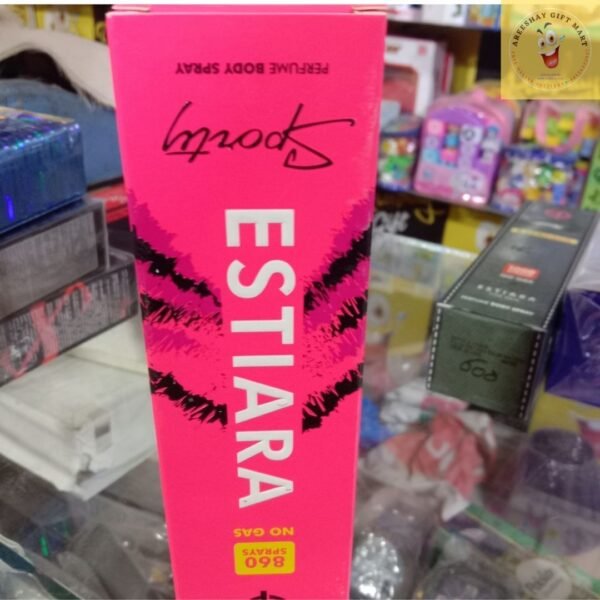 PERFUME BODY SPRAY
Sporty
ESTIARA
NO GAS
860
SPRAYS
AREESHAY GIFT MART
ESTIARA